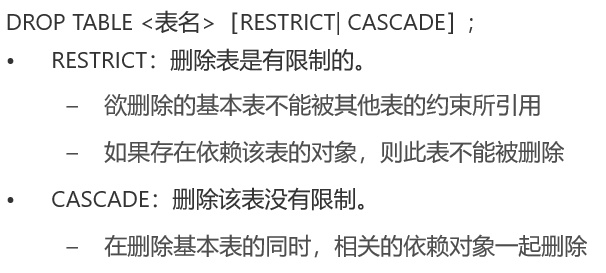 DROP TABLE <表名>［RESTRICT| CASCADE］;
• RESTRICT：删除表是有限制的。
– 欲删除的基本表不能被其他表的约束所引用
– 如果存在依赖该表的对象，则此表不能被删除
• CASCADE：删除该表没有限制。
– 在删除基本表的同时，相关的依赖对象一起删除